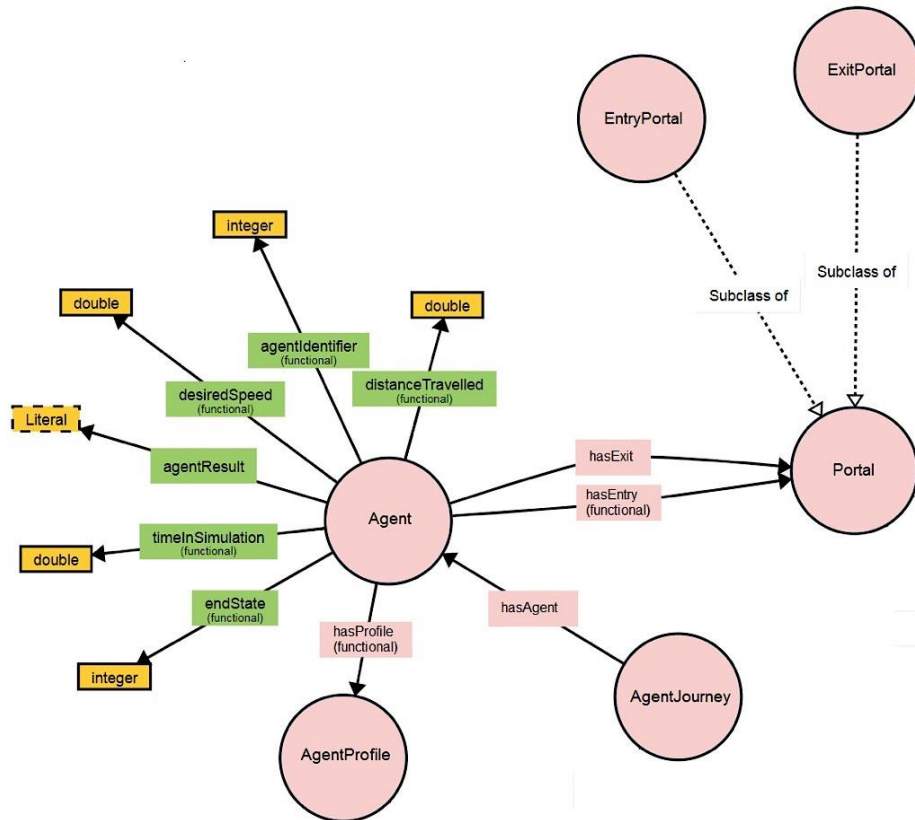 ExitPortal
EntryPortal
integer
Subclass of
double
double
Subclass of
agentIdentifier
(functional)
distanceTravelled
(functional)
desiredSpeed
(functional)
Literal
hasExit
agentResult
Portal
hasEntry
(functional)
Agent
timeInSimulation
(functional)
double
endState
(functional)
hasAgent
hasProfile
(functional)
integer
AgentJourney
AgentProfile